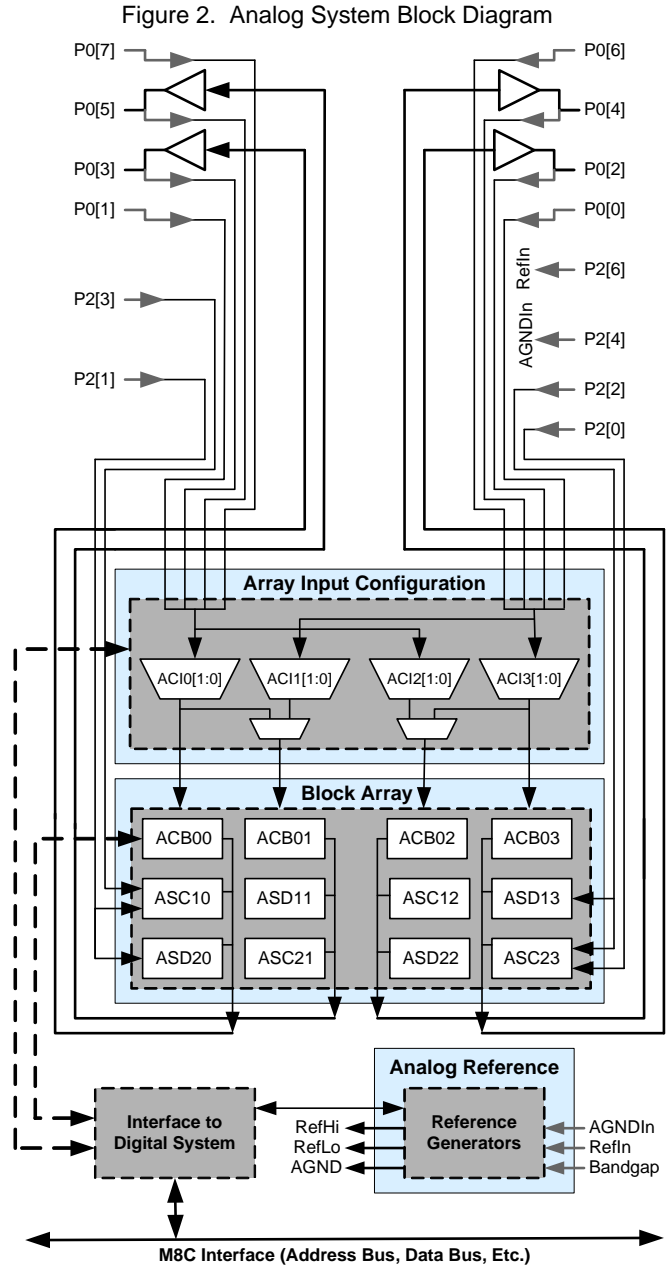 Figure 2. Analog System Block Diagram
P0[7]
P0[5]
P0[3]
P0[1]
P2[3]
P2[1]
P0[6]
P0[4]
P0[2]
P0[0]
P2[6]
P2[4]
P2[2]
P2[0]
RefIn
AGNDIn
Array Input Configuration
ACI0[1:0]
ACI1[1:0]
ACI2[1:0]
ACI3[1:0]
Block Array
ACB00
ACB01
ACB02
ACB03
ASC10
ASD11
ASC12
ASD13
ASD20
ASC21
ASD22
ASC23
Analog Reference
Interface to
Digital System
RefHi
RefLo
AGND
Reference
Generators
AGNDIn
RefIn
Bandgap
M8C Interface (Address Bus, Data Bus, Etc.)